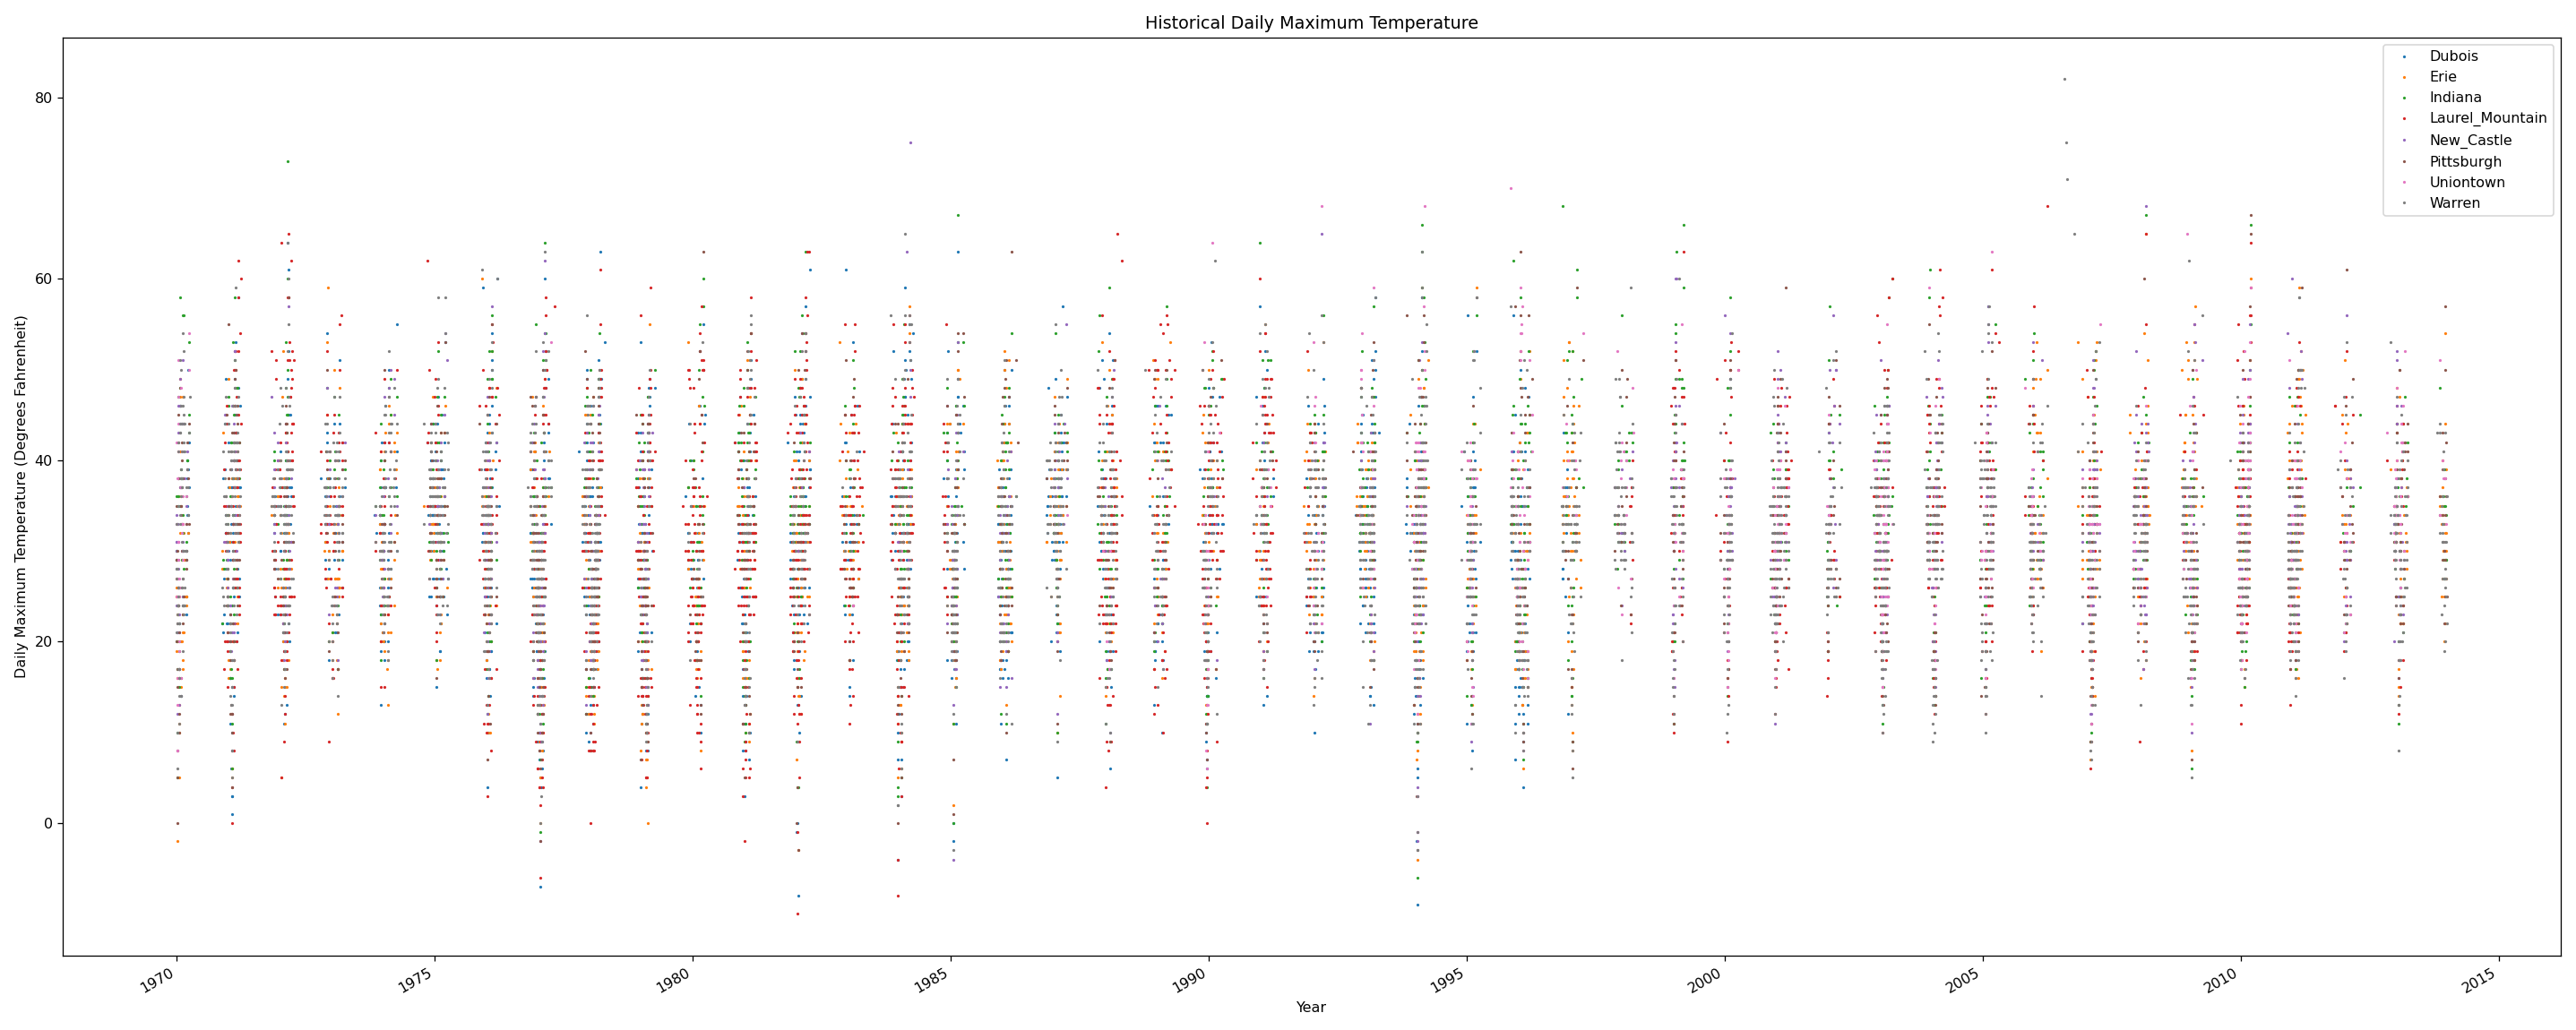 Historical Daily Maximum Temperature
Daily Maximum Temperature (Degrees Fahrenheit)
80
60
40
20
0
Dubois
Erie
Indiana
Laurel_Mountain
New_Castle
Pittsburgh
Uniontown
Warren
1970
1975
1980
1985
1990
1995
2000
2005
2010
2015
Year